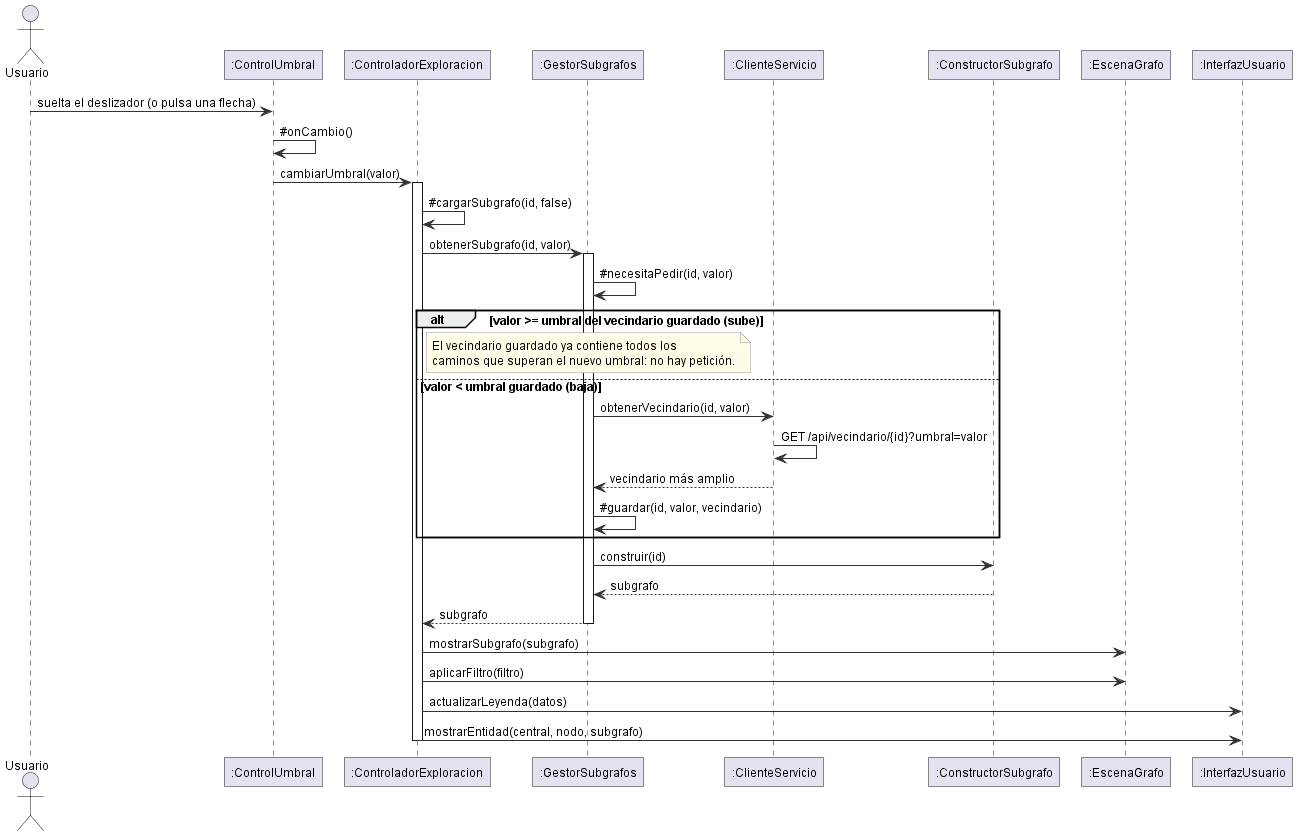 Usuario
:ControlUmbral
:ControladorExploracion
:GestorSubgrafos
:ClienteServicio
:ConstructorSubgrafo
:EscenaGrafo
:InterfazUsuario
suelta el deslizador (o pulsa una flecha)
#onCambio()
cambiarUmbral(valor)
#cargarSubgrafo(id, false)
obtenerSubgrafo(id, valor)
#necesitaPedir(id, valor)
alt
[valor >= umbral del vecindario guardado (sube)]
El vecindario guardado ya contiene todos los
caminos que superan el nuevo umbral: no hay petición.
[valor < umbral guardado (baja)]
obtenerVecindario(id, valor)
GET /api/vecindario/{id}?umbral=valor
vecindario más amplio
#guardar(id, valor, vecindario)
construir(id)
subgrafo
subgrafo
mostrarSubgrafo(subgrafo)
aplicarFiltro(filtro)
actualizarLeyenda(datos)
mostrarEntidad(central, nodo, subgrafo)
Usuario
:ControlUmbral
:ControladorExploracion
:GestorSubgrafos
:ClienteServicio
:ConstructorSubgrafo
:EscenaGrafo
:InterfazUsuario